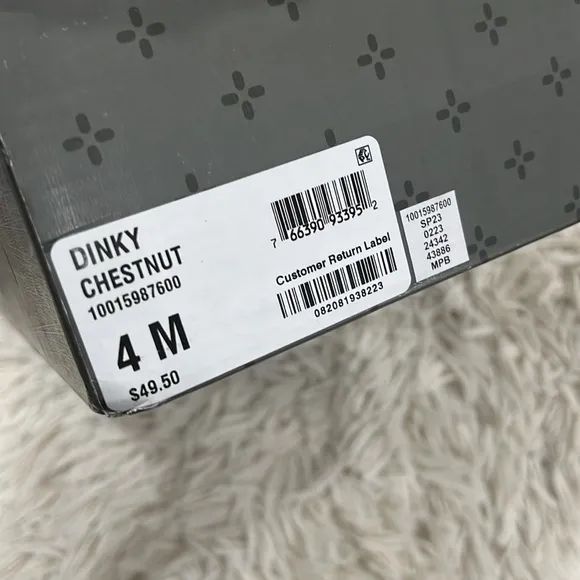 DINKY
CHESTNUT
10015987600
4 M
$49.50
7 66390 93395 2
Customer Return Label
082081938223
10015987600
SP23
0223
24342
43886
MPB